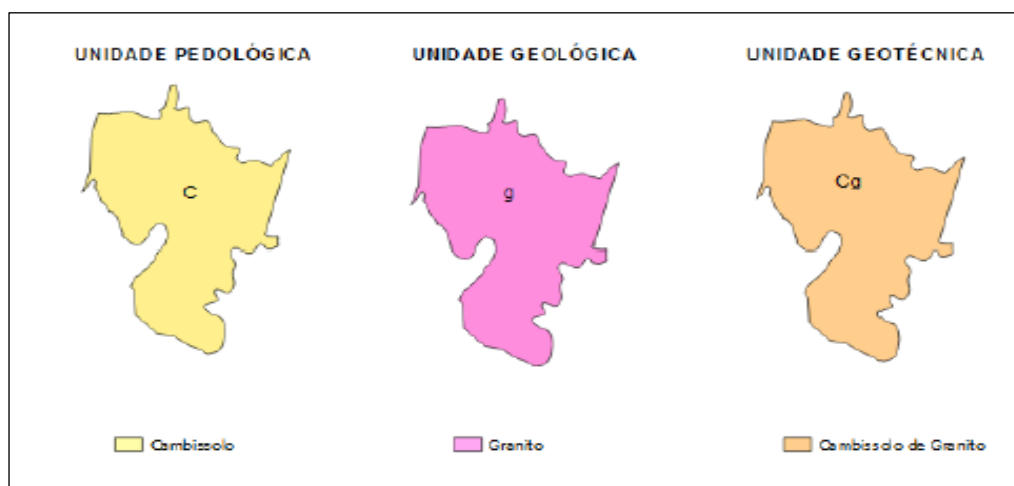 UNIDADE PEDOLÓGICA
UNIDADE GEOLÓGICA
UNIDADE GEOTÉCNICA
C
g
Cg
Cambissolo
Granito
Cambissolo de Granito